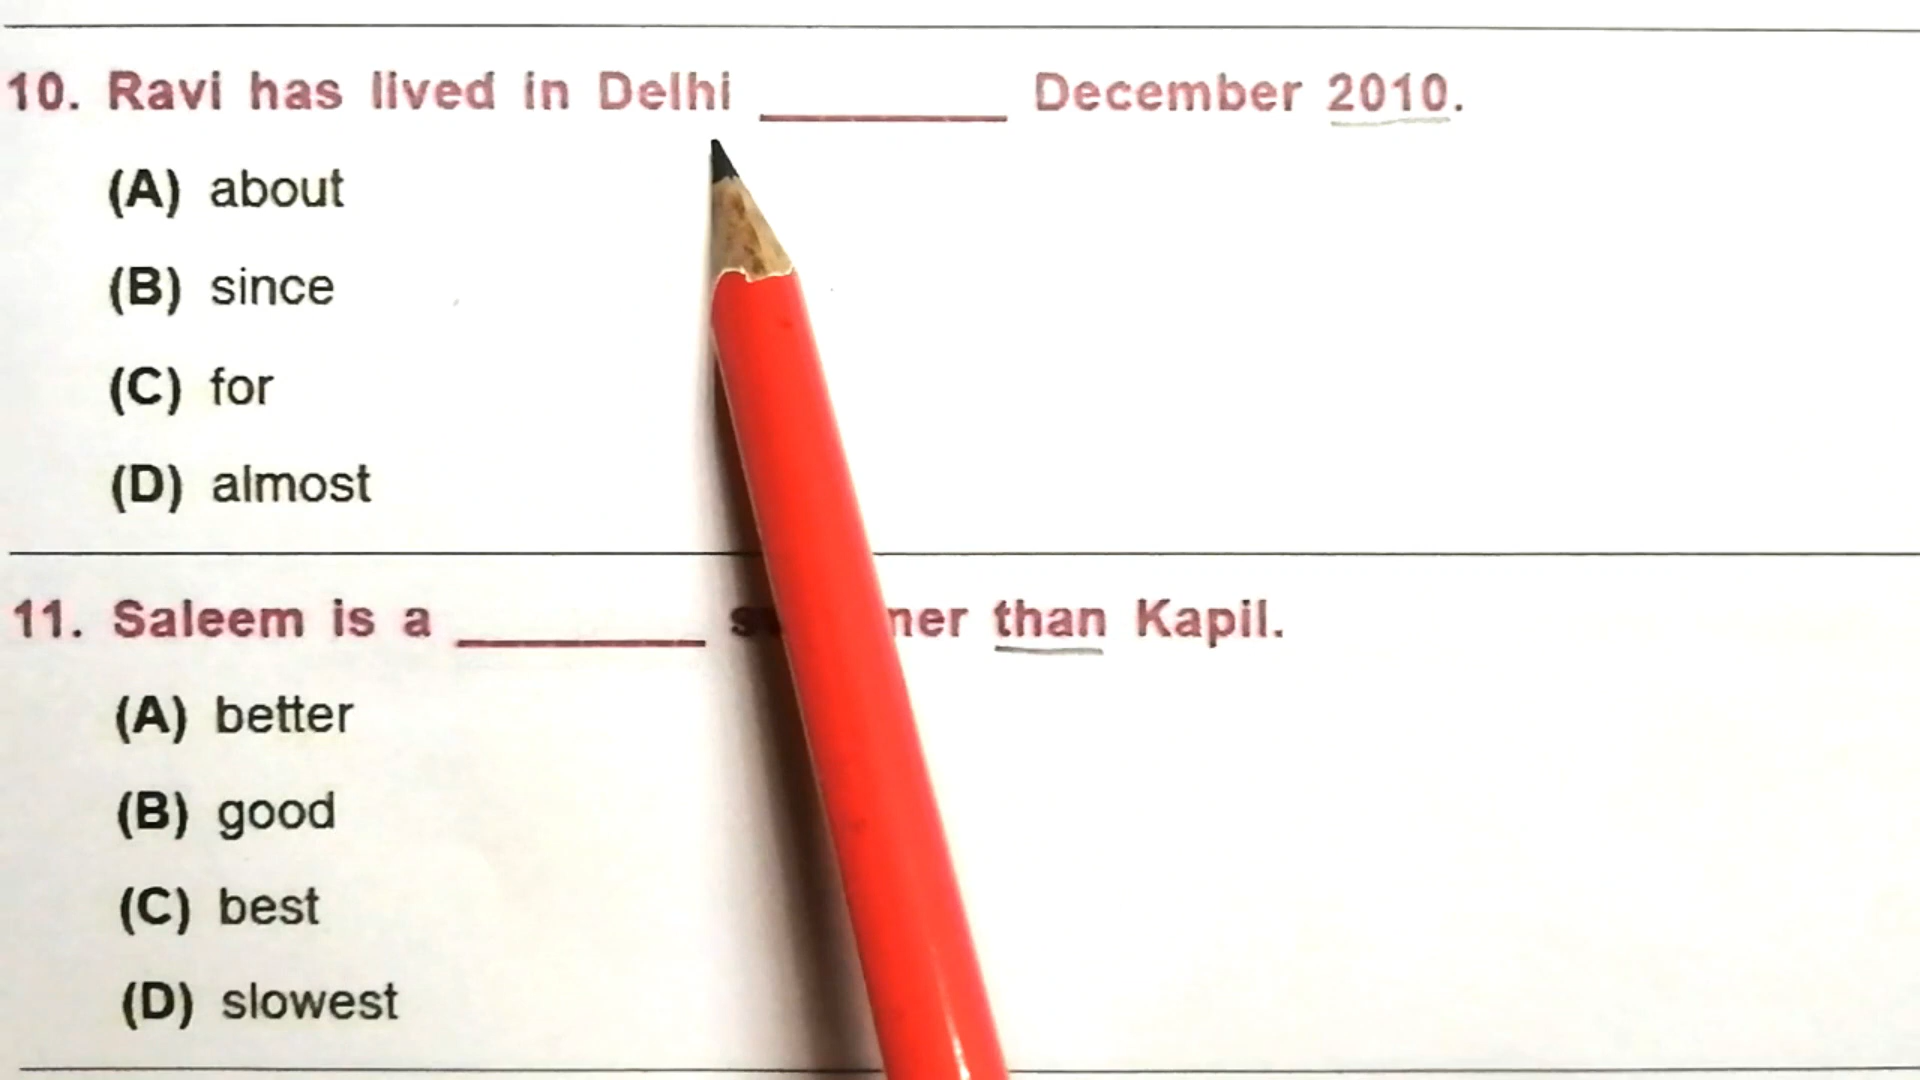 10. Ravi has lived in Delhi ________ December 2010.
(A) about
(B) since
(C) for
(D) almost
11. Saleem is a ________ than Kapil.
(A) better
(B) good
(C) best
(D) slowest